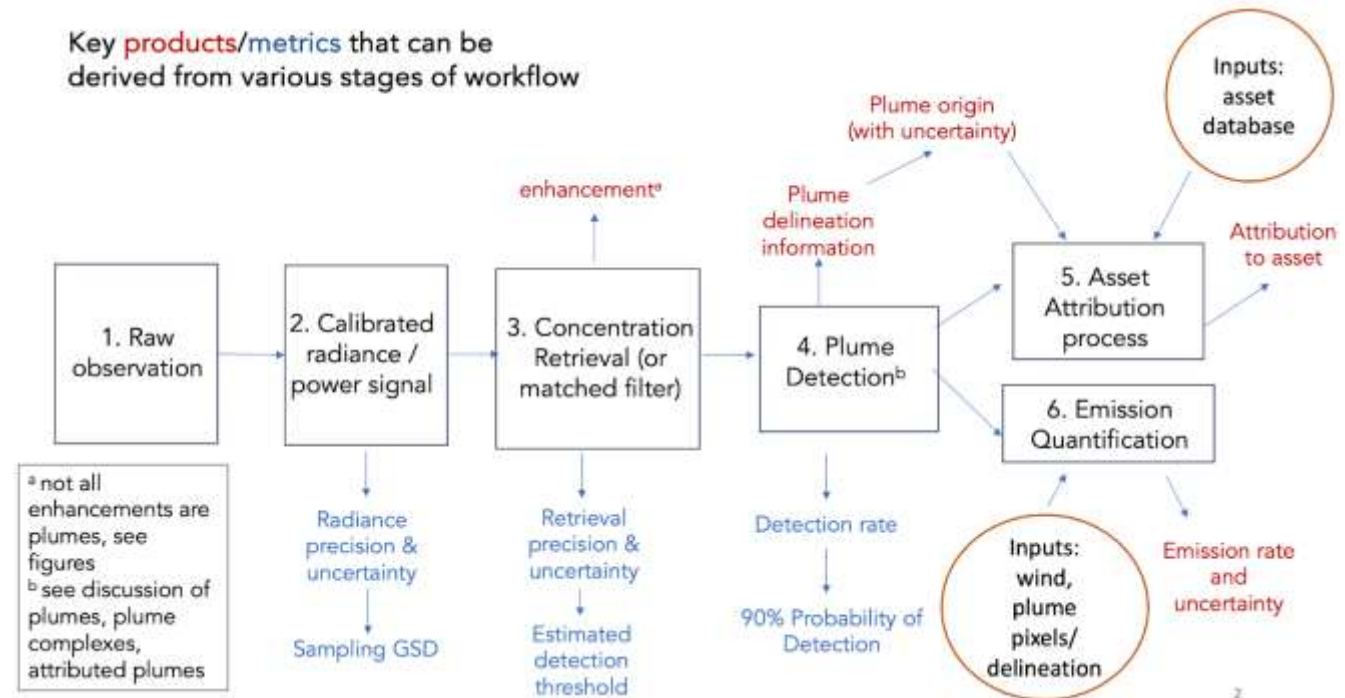 Key products/metrics that can be
derived from various stages of workflow
Inputs:
asset
database
Plume origin
(with uncertainty)
enhancementᵃ
Plume
delineation
information
Attribution
to asset
1. Raw
observation
2. Calibrated
radiance /
power signal
3. Concentration
Retrieval (or
matched filter)
4. Plume
Detectionᵇ
5. Asset
Attribution
process
6. Emission
Quantification
ᵃ not all
enhancements are
plumes, see
figures
ᵇ see discussion of
plumes, plume
complexes,
attributed plumes
Radiance
precision &
uncertainty
Sampling GSD
Retrieval
precision &
uncertainty
Estimated
detection
threshold
Detection rate
90% Probability of
Detection
Inputs:
wind,
plume
pixels/
delineation
Emission rate
and
uncertainty
2